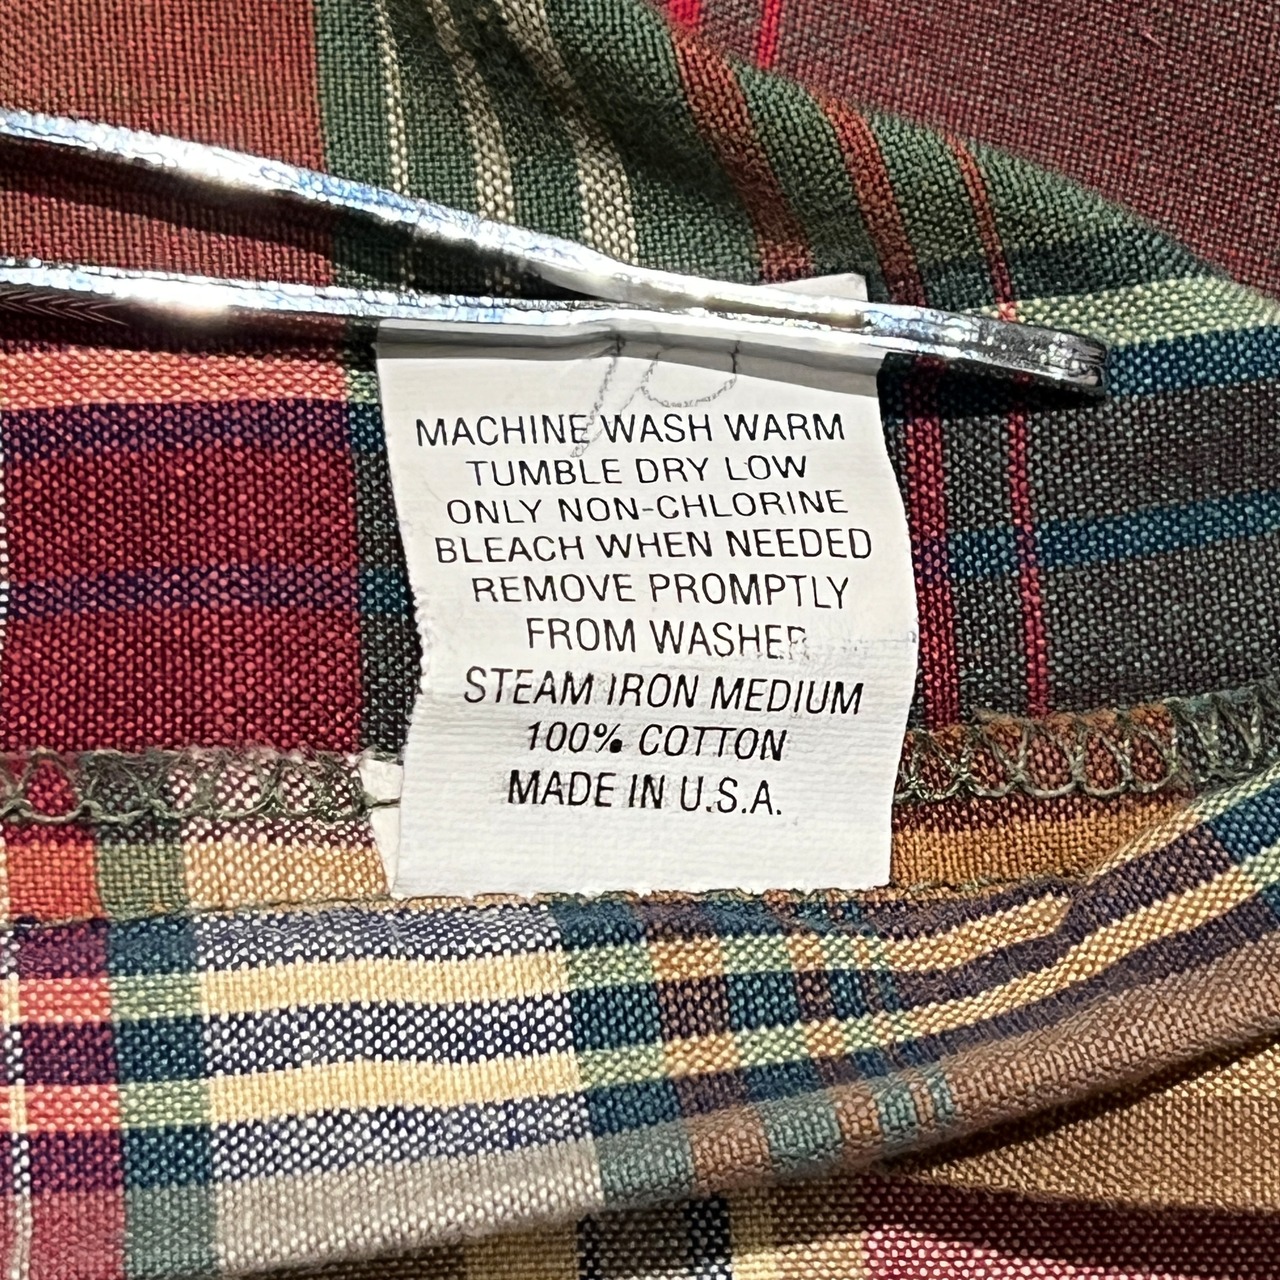 MACHINE WASH WARM
TUMBLE DRY LOW
ONLY NON-CHLORINE
BLEACH WHEN NEEDED
REMOVE PROMPTLY
FROM WASHER
STEAM IRON MEDIUM
100% COTTON
MADE IN U.S.A.